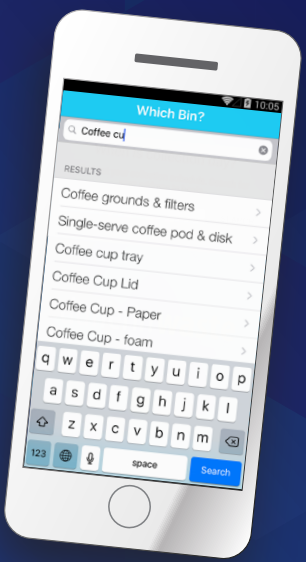 10:05
Which Bin?
Coffee cu
RESULTS
Coffee grounds & filters
Single-serve coffee pod & disk
Coffee cup tray
Coffee Cup Lid
Coffee Cup - Paper
Coffee Cup - foam
q w e r t y u i o p
a s d f g h j k l
z x c v b n m
123 space Search